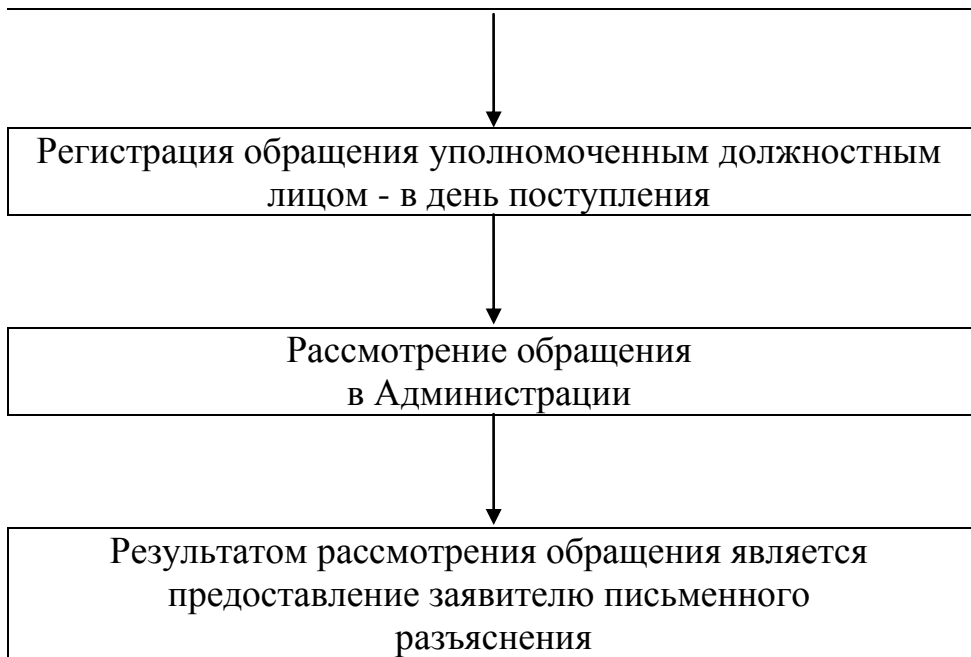 Регистрация обращения уполномоченным должностным
лицом - в день поступления
Рассмотрение обращения
в Администрации
Результатом рассмотрения обращения является
предоставление заявителю письменного
разъяснения